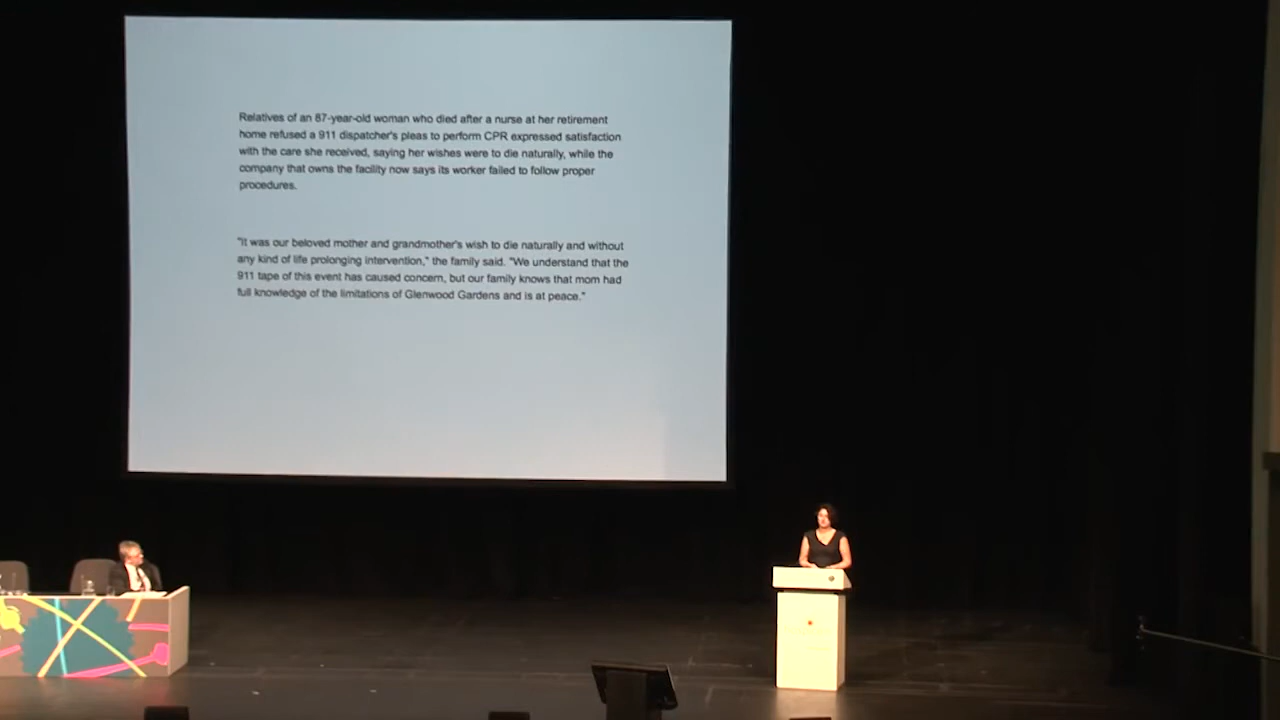 Relatives of an 87-year-old woman who died after a nurse at her retirement
home refused a 911 dispatcher's pleas to perform CPR expressed satisfaction
with the care she received, saying her wishes were to die naturally, while the
company that owns the facility now says its worker failed to follow proper
procedures.
"It was our beloved mother and grandmother's wish to die naturally and without
any kind of life prolonging intervention," the family said. "We understand that the
911 tape of this event has caused concern, but our family knows that mom had
full knowledge of the limitations of Glenwood Gardens and is at peace."